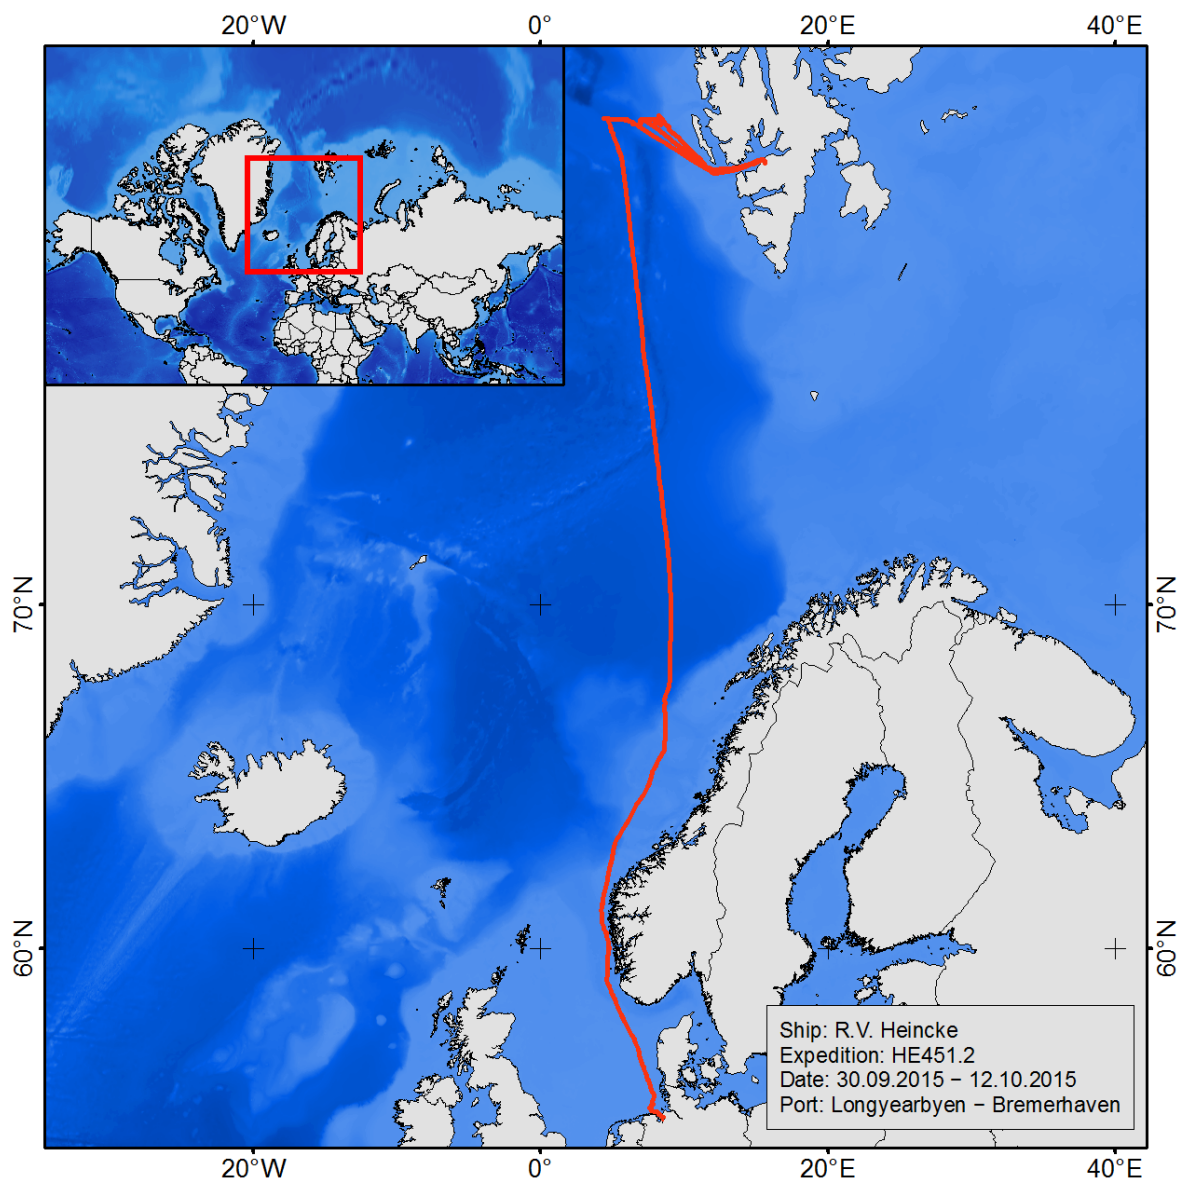 20°W 0° 20°E 40°E
70°N 70°N
60°N 60°N
Ship: R.V. Heincke
Expedition: HE451.2
Date: 30.09.2015 – 12.10.2015
Port: Longyearbyen – Bremerhaven
20°W 0° 20°E 40°E